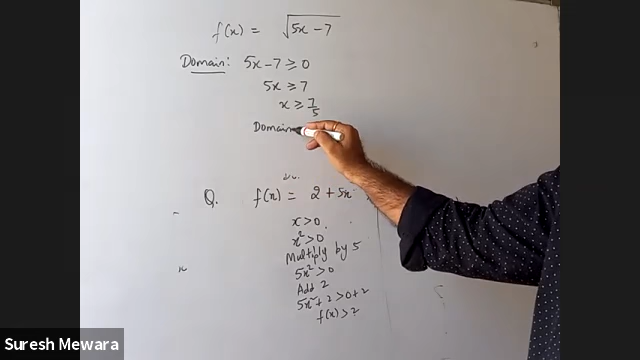 f(x) = √5x − 7
Domain: 5x − 7 ≥ 0
5x ≥ 7
x ≥ 7/5
Domain
Q. f(x) = 2 + 5x²
x > 0.
x² > 0
Multiply by 5
5x² > 0
Add 2
5x² + 2 > 0 + 2
f(x) > 2
Suresh Mewara